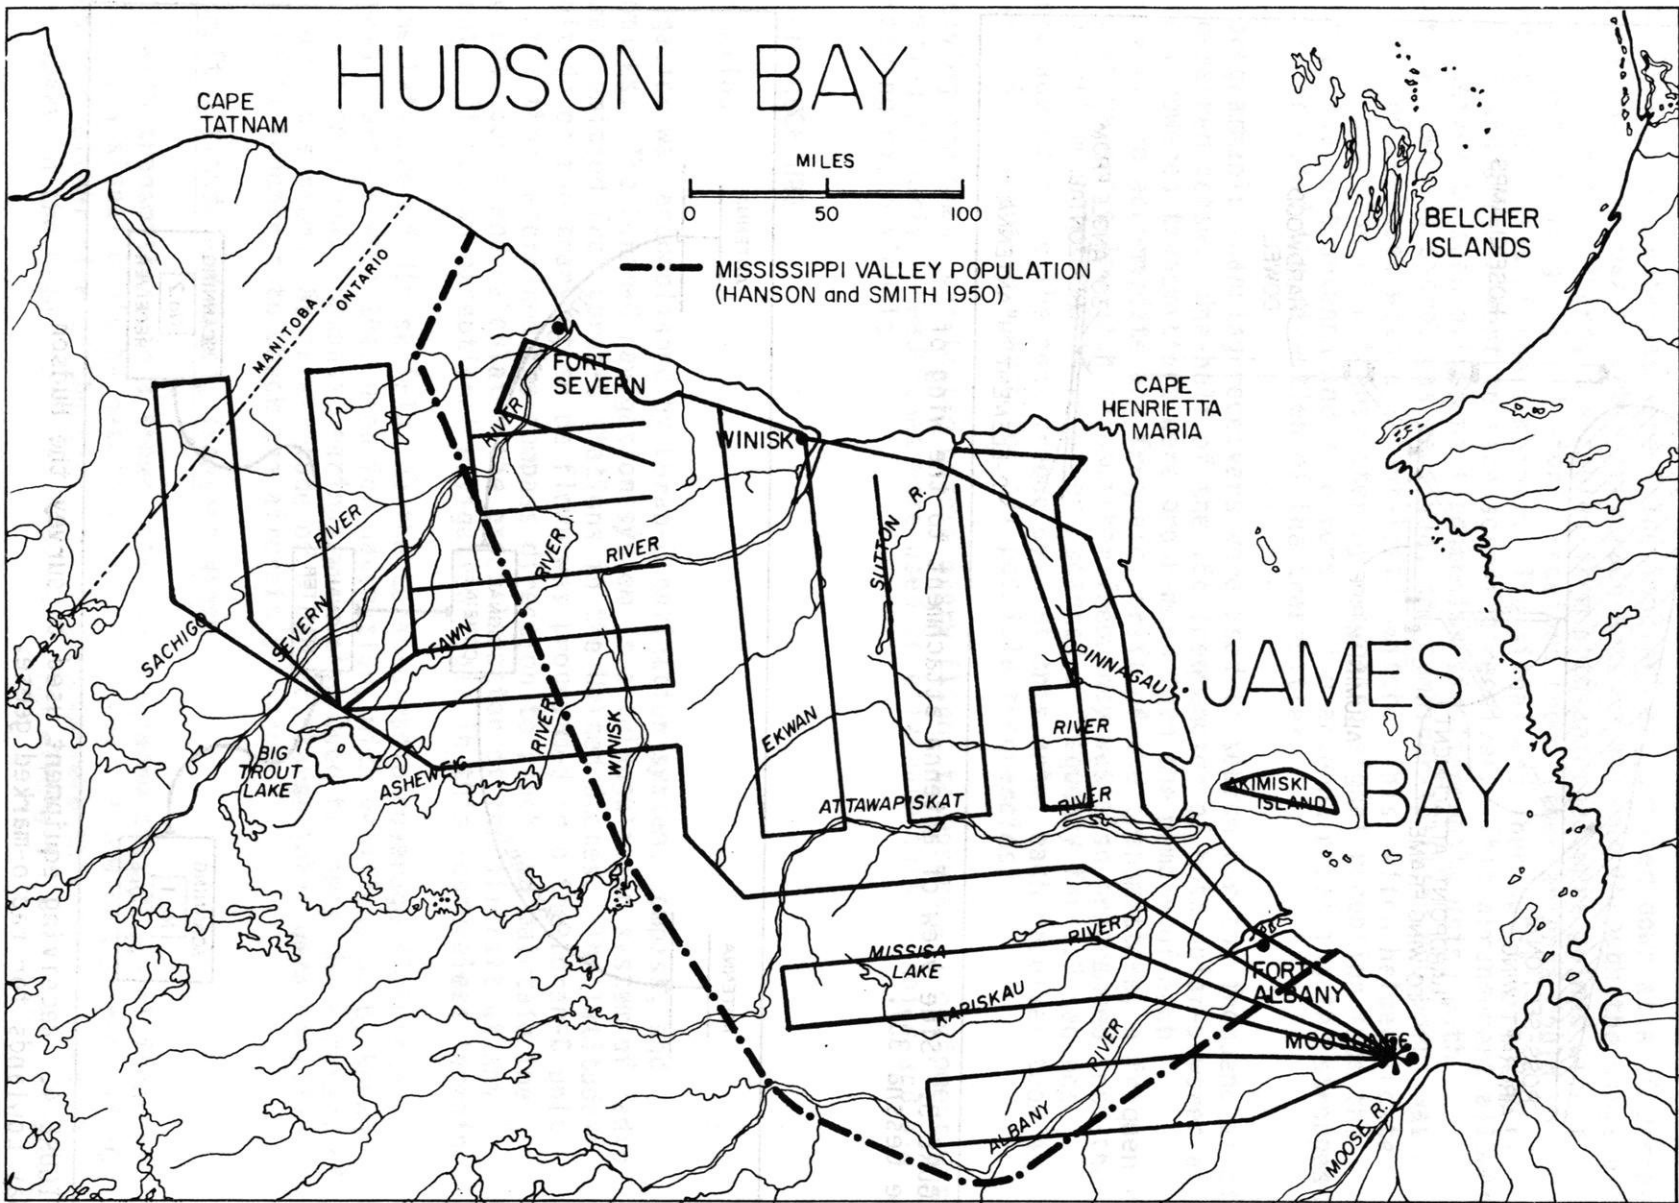 HUDSON BAY
CAPE
TATNAM
MILES
0 50 100
BELCHER
ISLANDS
MISSISSIPPI VALLEY POPULATION
(HANSON and SMITH 1950)
MANITOBA
ONTARIO
FORT
SEVERN
RIVER
CAPE
HENRIETTA
MARIA
WINISK
SUTTON R.
RIVER
RIVER
RIVER
SACHIGO
SEVERN
FAWN
OPINNAGAU
RIVER
JAMES
BAY
EKWAN
WINISK
RIVER
BIG
TROUT
LAKE
ASHEWEIG
ATTAWAPISKAT
RIVER
AKIMISKI
ISLAND
MISSISA
LAKE
RIVER
KAPISKAU
FORT
ALBANY
MOOSONEE
RIVER
ALBANY
MOOSE R.